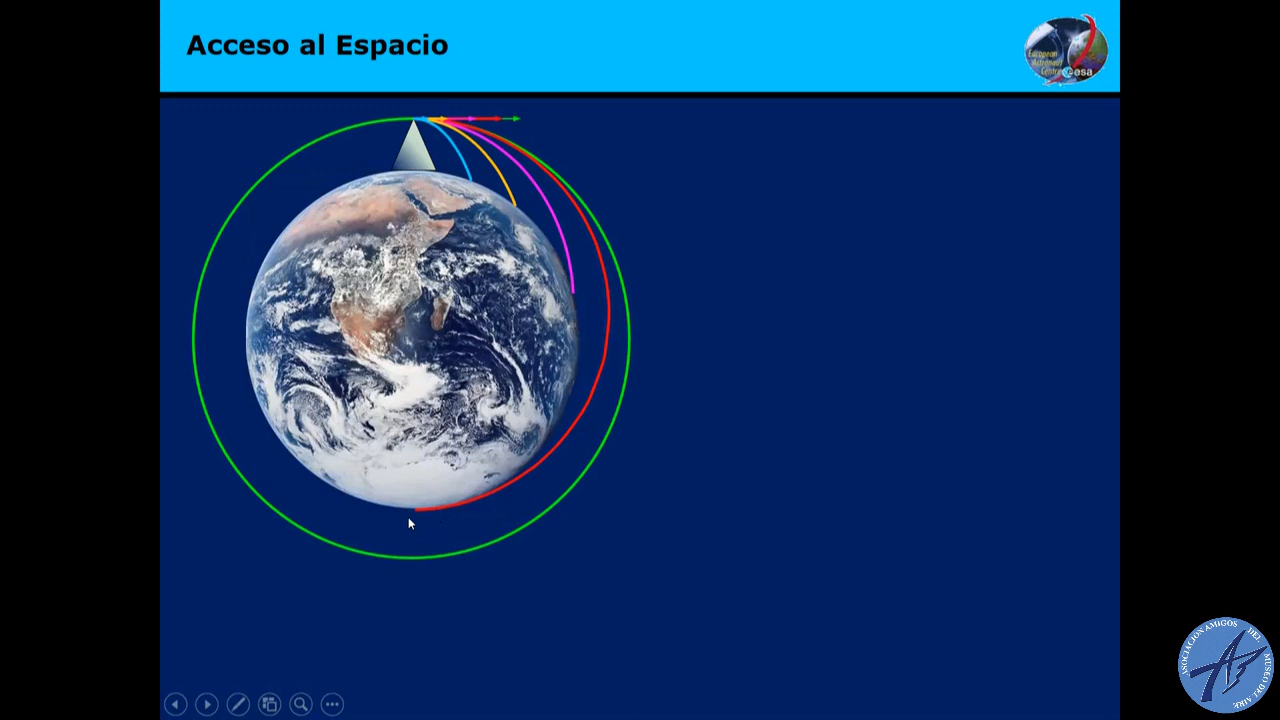 Acceso al Espacio
European
Astronaut
Centre
esa
ASOCIACION AMIGOS DEL MUSEO DEL AIRE